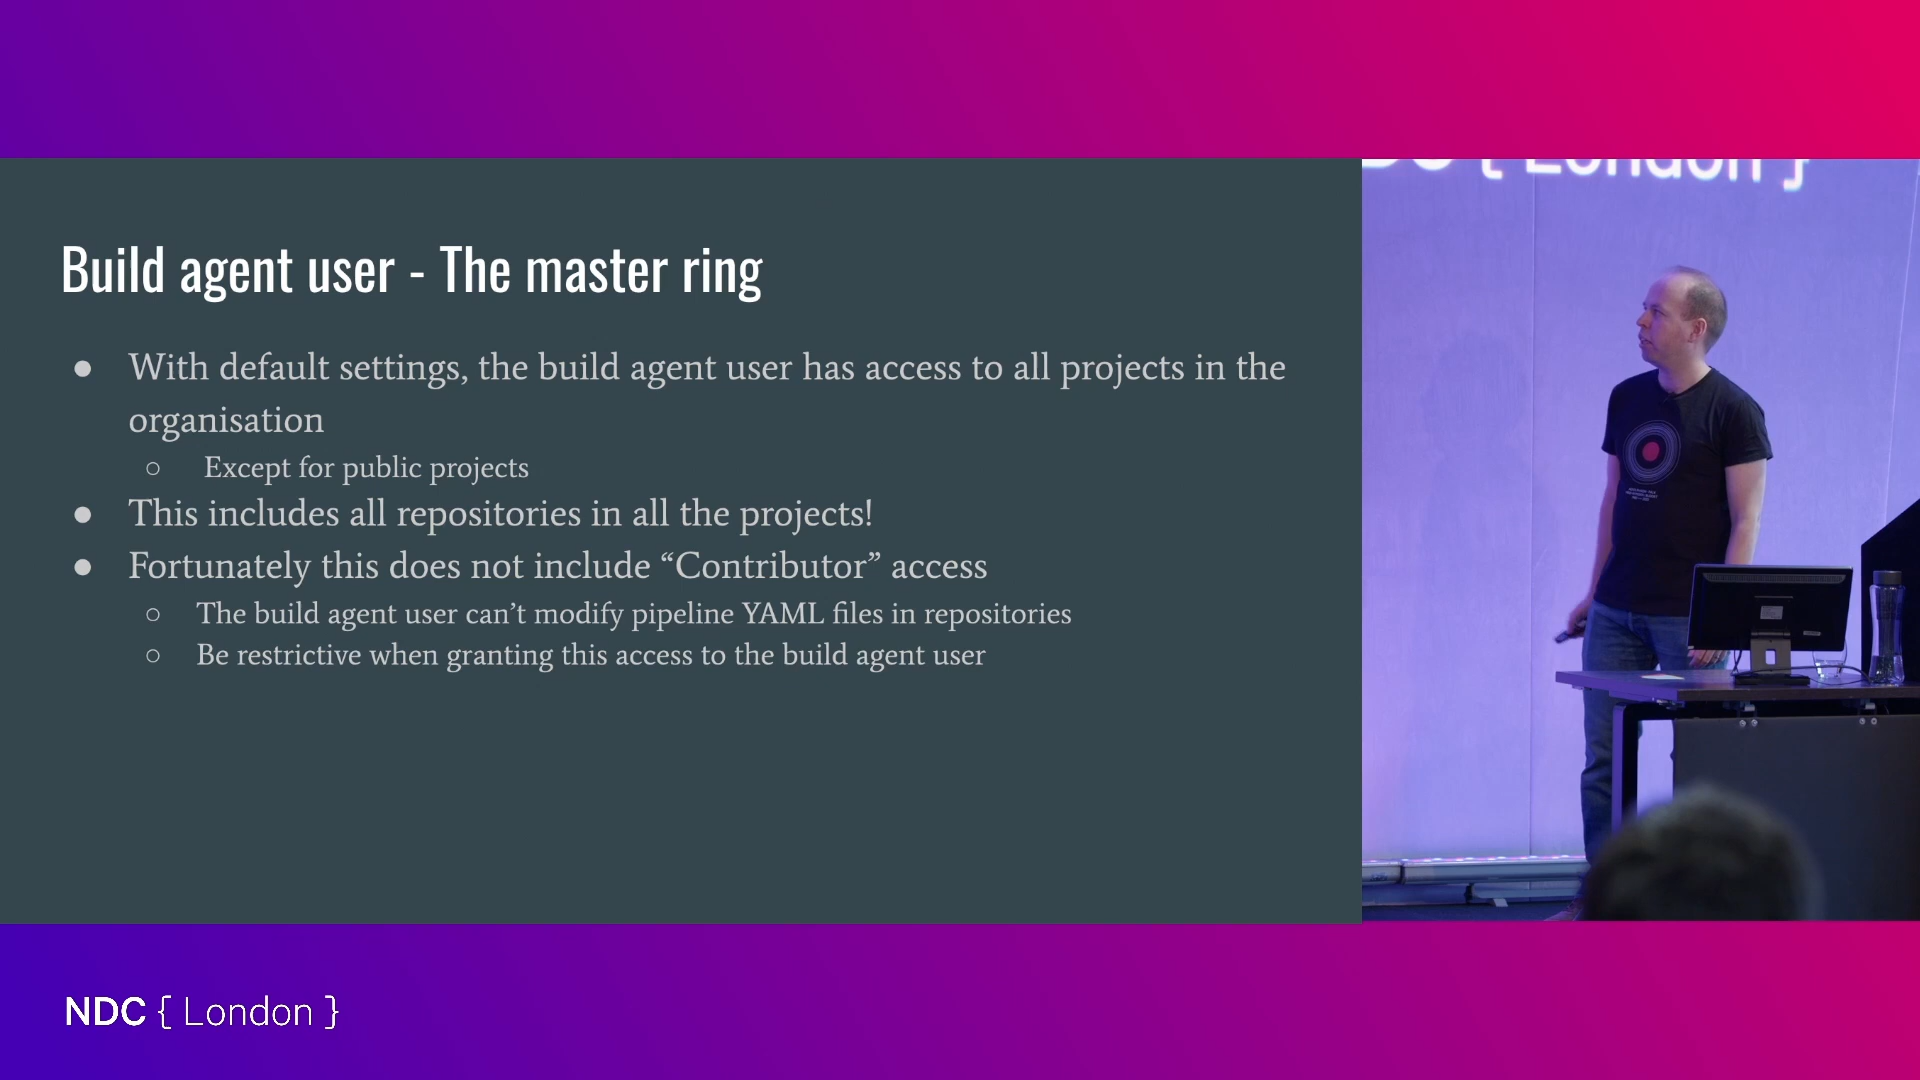 { London }
Build agent user - The master ring
● With default settings, the build agent user has access to all projects in the
organisation
○ Except for public projects
● This includes all repositories in all the projects!
● Fortunately this does not include “Contributor” access
○ The build agent user can’t modify pipeline YAML files in repositories
○ Be restrictive when granting this access to the build agent user
NDC { London }